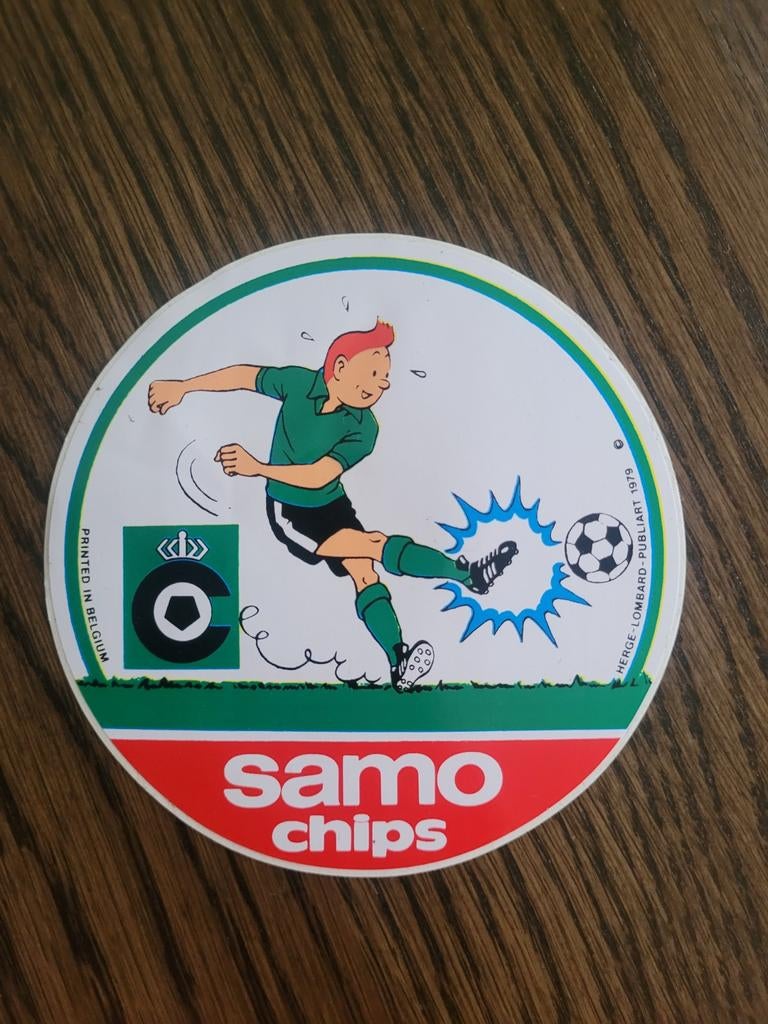 PRINTED IN BELGIUM
HERGE-LOMBARD-PUBLIART 1979 ©
C
samo
chips